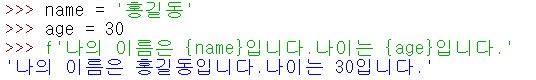 >>> name = '홍길동'
>>> age = 30
>>> f'나의 이름은 {name}입니다.나이는 {age}입니다.'
'나의 이름은 홍길동입니다.나이는 30입니다.'